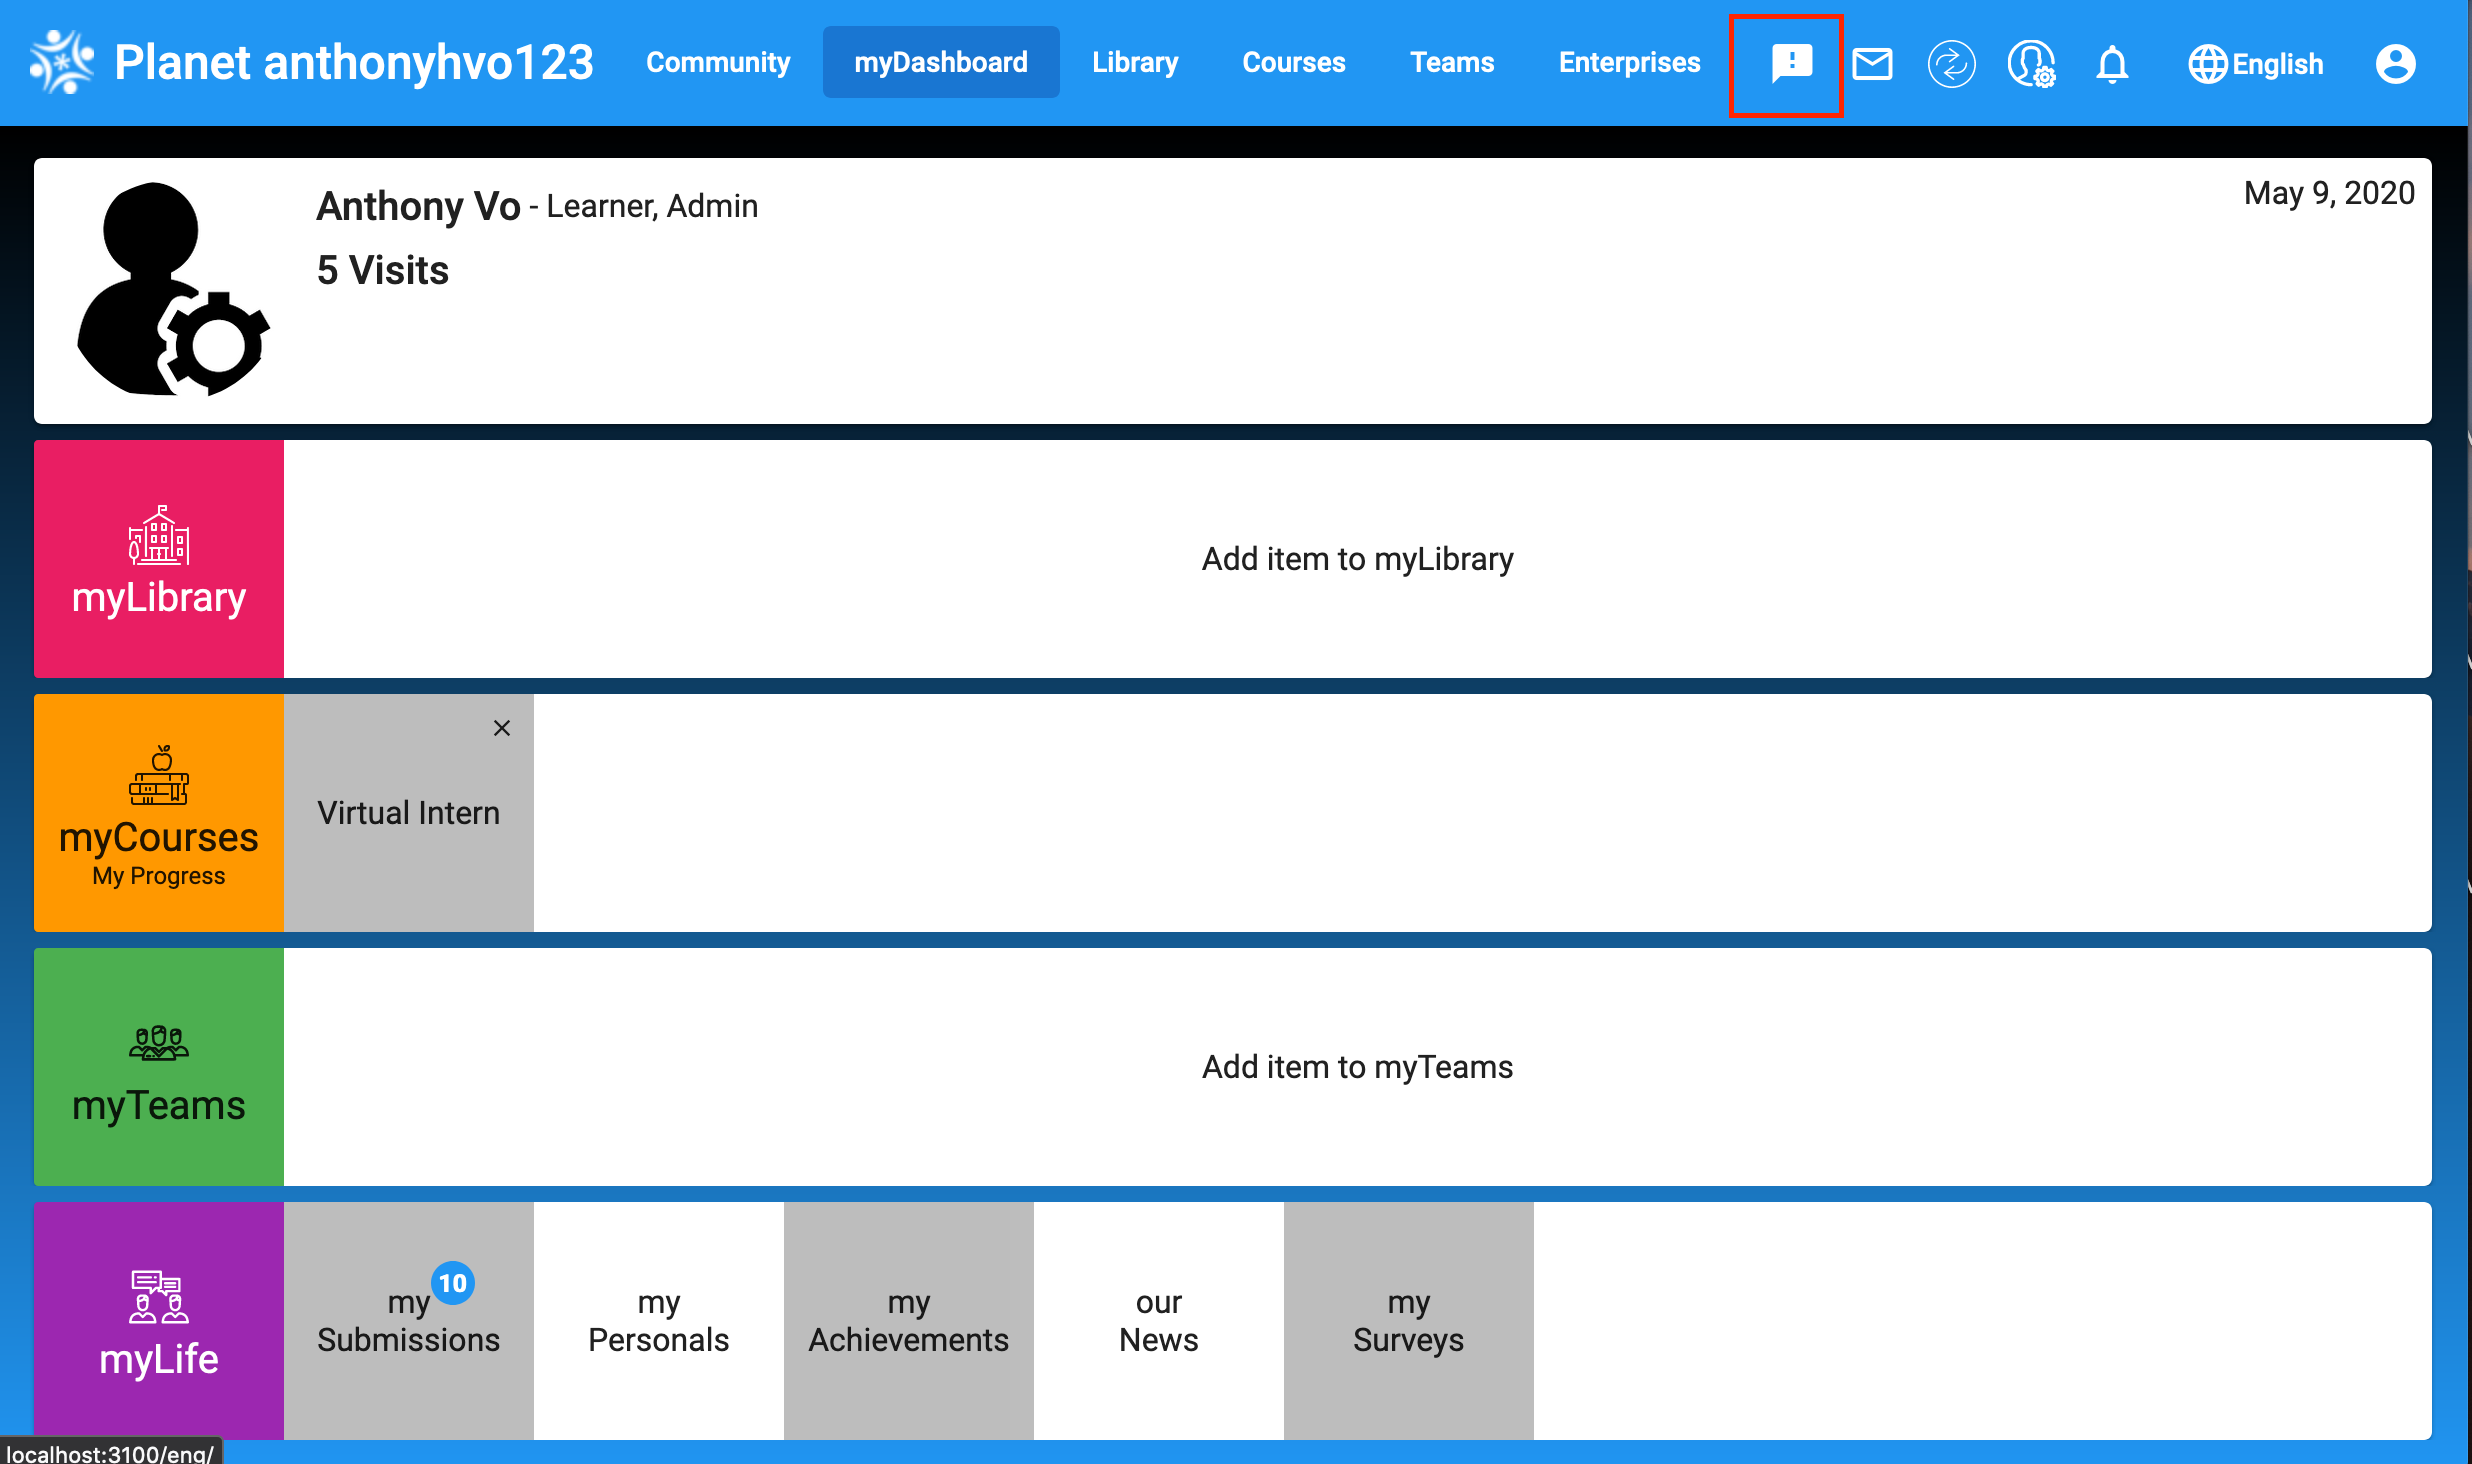 Planet anthonyhvo123 Community myDashboard Library Courses Teams Enterprises English
Anthony Vo - Learner, Admin
May 9, 2020
5 Visits
myLibrary
Add item to myLibrary
myCourses
My Progress
Virtual Intern
myTeams
Add item to myTeams
myLife
10
my
Submissions
my
Personals
my
Achievements
our
News
my
Surveys
localhost:3100/eng/